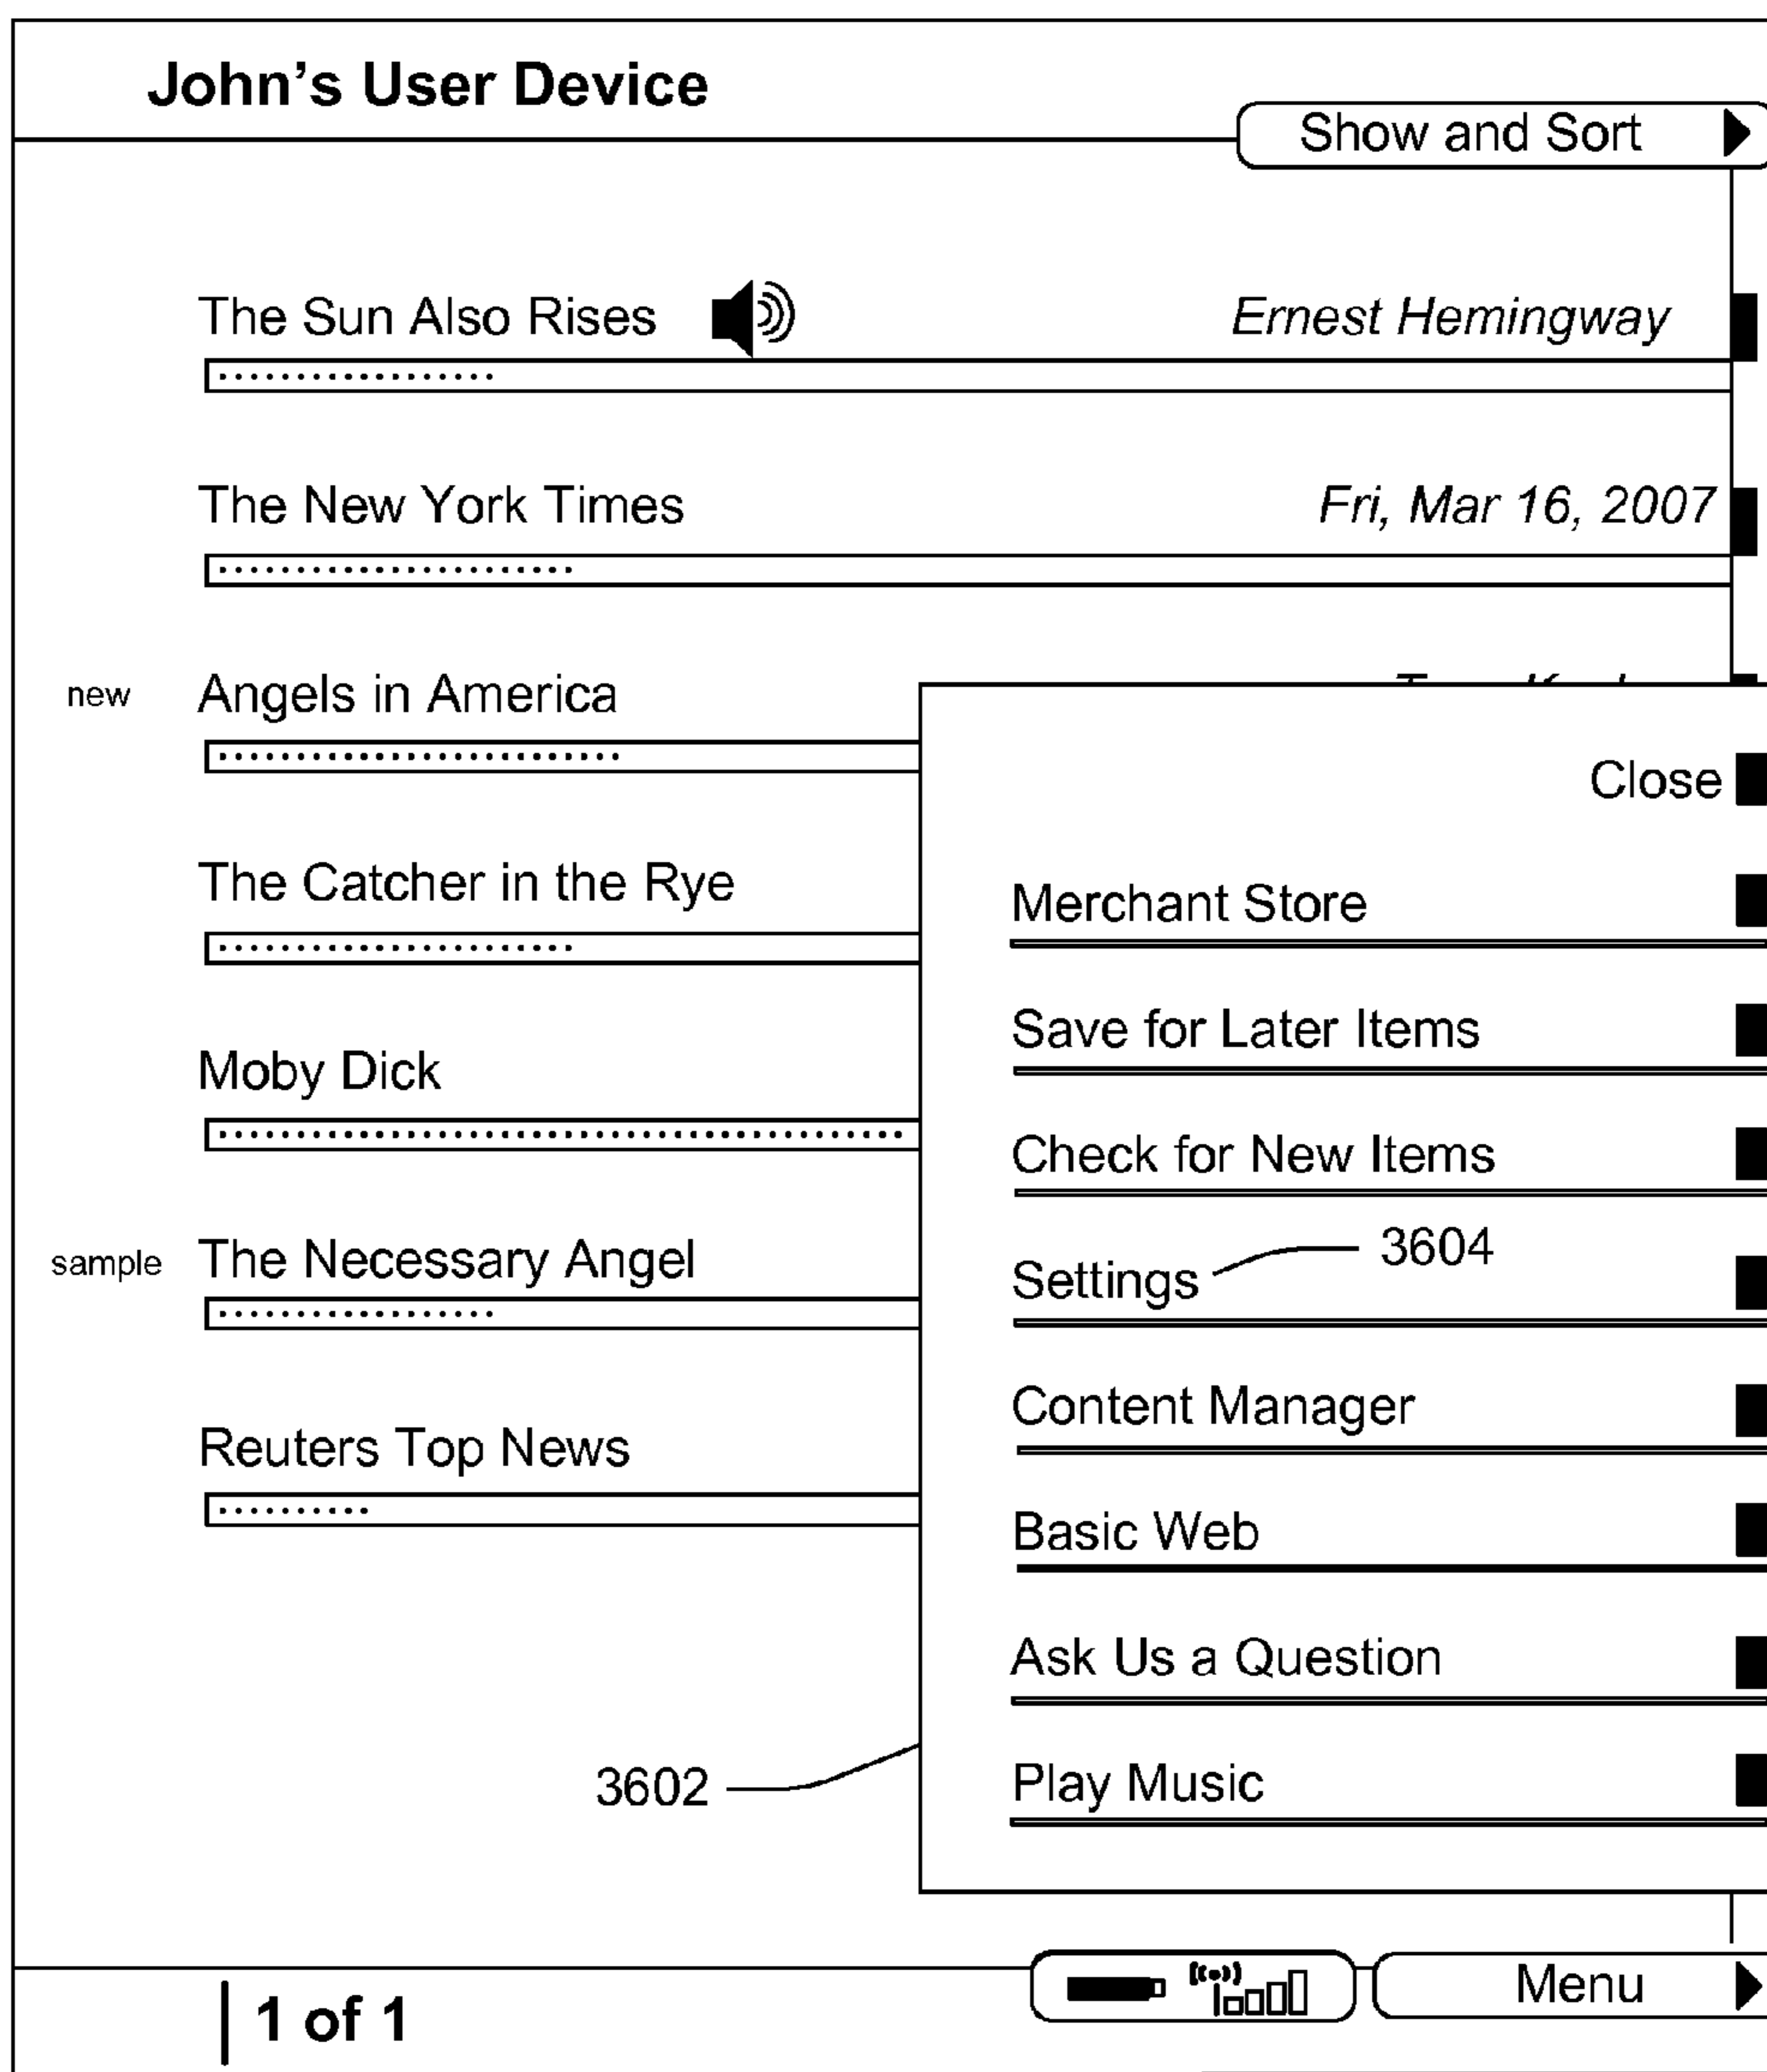 John's User Device
Show and Sort
The Sun Also Rises Ernest Hemingway
The New York Times Fri, Mar 16, 2007
new Angels in America
Close
The Catcher in the Rye
Merchant Store
Save for Later Items
Moby Dick
Check for New Items
sample The Necessary Angel
Settings 3604
Content Manager
Reuters Top News
Basic Web
Ask Us a Question
3602
Play Music
Menu
1 of 1